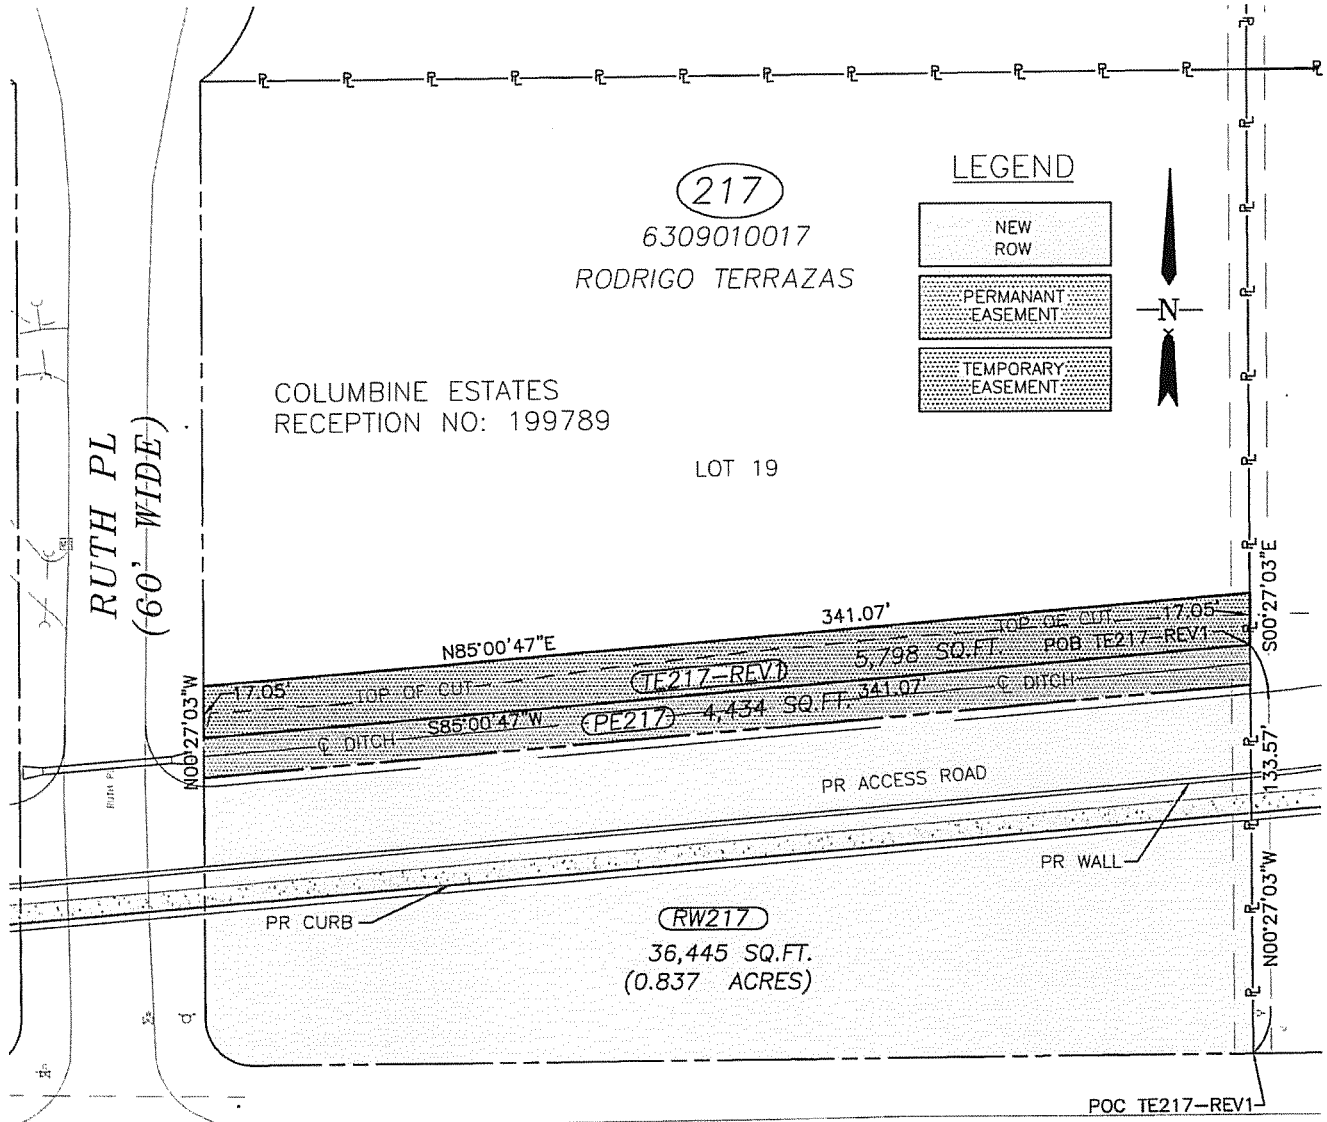 217
6309010017
RODRIGO TERRAZAS
LEGEND
NEW
ROW
PERMANANT
EASEMENT
TEMPORARY
EASEMENT
N
COLUMBINE ESTATES
RECEPTION NO: 199789
LOT 19
RUTH PL
(60' WIDE)
N85°00'47"E
341.07'
TOP OF CUT
17.05'
S00°27'03"E
TE217-REV1
5,798 SQ.FT.
POB TE217-REV1
N00°27'03"W
17.05'
TOP OF CUT
S85°00'47"W
PE217
4,434 SQ.FT.
341.07'
℄ DITCH
℄ DITCH
RUTH PL
PR ACCESS ROAD
133.57'
PR WALL
N00°27'03"W
PR CURB
RW217
36,445 SQ.FT.
(0.837 ACRES)
POC TE217-REV1